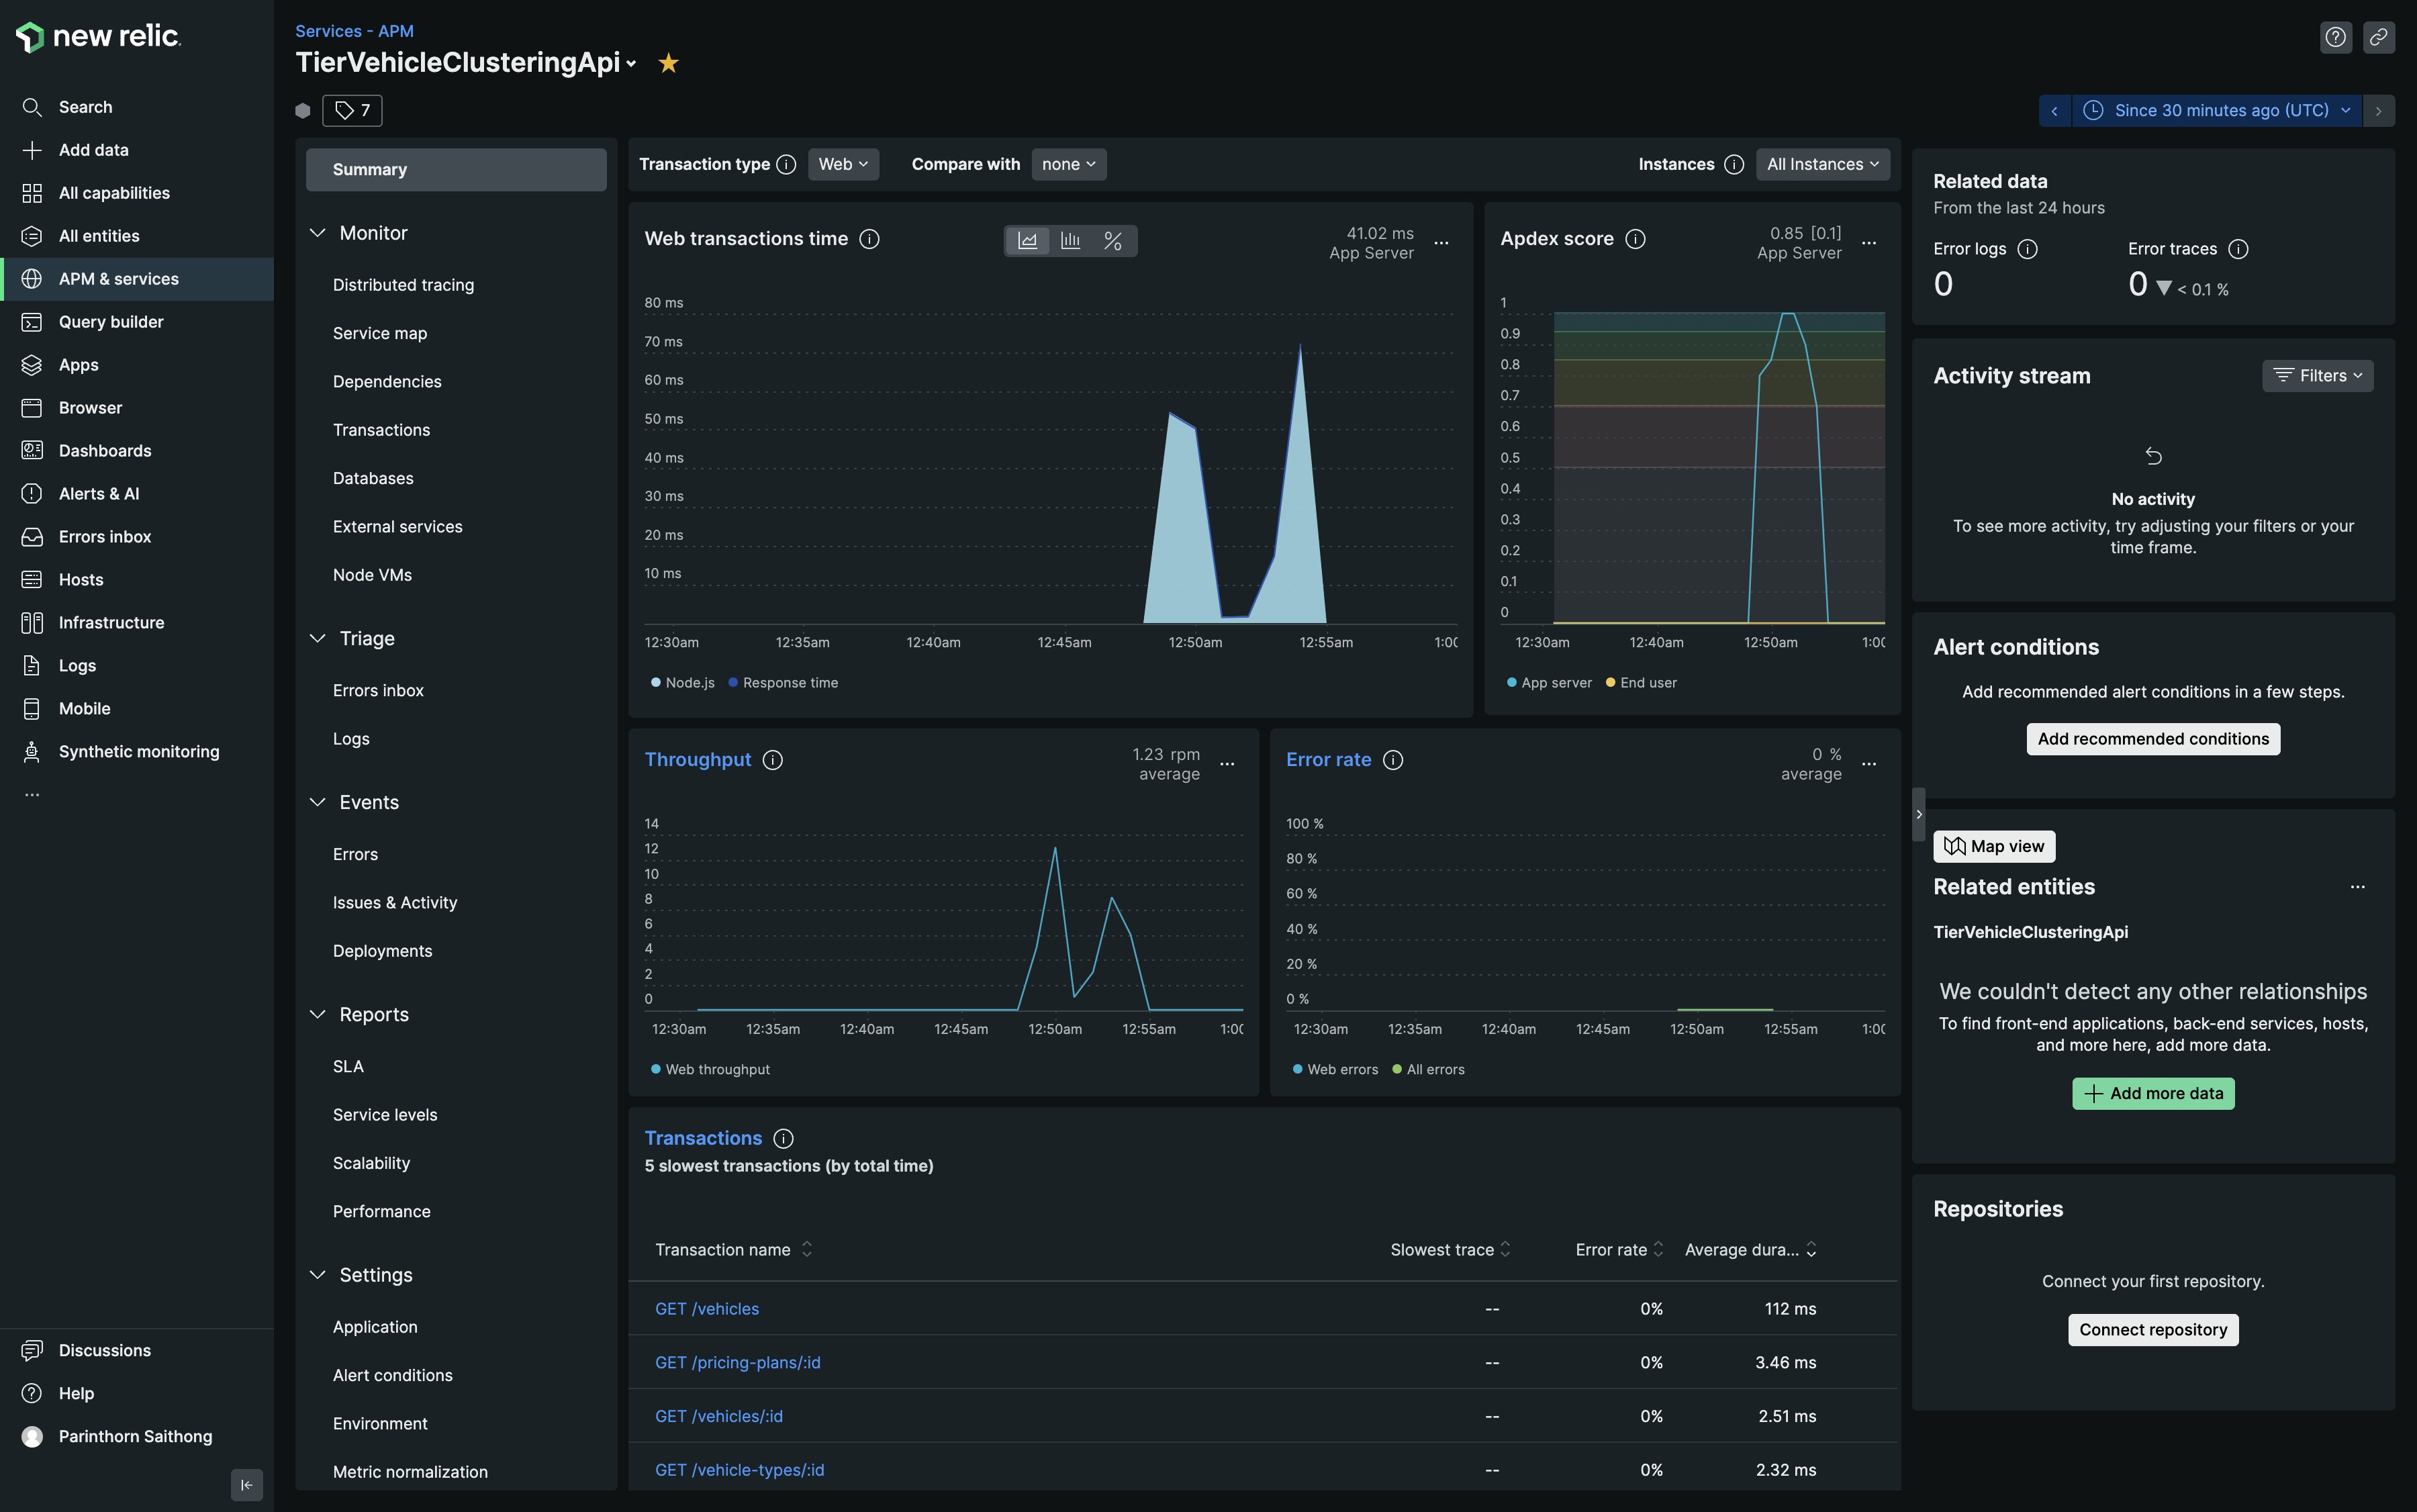 new relic.
Search
Add data
All capabilities
All entities
APM & services
Query builder
Apps
Browser
Dashboards
Alerts & AI
Errors inbox
Hosts
Infrastructure
Logs
Mobile
Synthetic monitoring
...
Discussions
Help
Parinthorn Saithong
Services - APM
TierVehicleClusteringApi
7
Since 30 minutes ago (UTC)
Summary
Monitor
Distributed tracing
Service map
Dependencies
Transactions
Databases
External services
Node VMs
Triage
Errors inbox
Logs
Events
Errors
Issues & Activity
Deployments
Reports
SLA
Service levels
Scalability
Performance
Settings
Application
Alert conditions
Environment
Metric normalization
Transaction type Web Compare with none Instances All Instances
Web transactions time % 41.02 ms
App Server
...
80 ms
70 ms
60 ms
50 ms
40 ms
30 ms
20 ms
10 ms
12:30am 12:35am 12:40am 12:45am 12:50am 12:55am 1:00
Node.js Response time
Apdex score 0.85 [0.1]
App Server
...
1
0.9
0.8
0.7
0.6
0.5
0.4
0.3
0.2
0.1
0
12:30am 12:40am 12:50am 1:00
App server End user
Throughput 1.23 rpm
average
...
14
12
10
8
6
4
2
0
12:30am 12:35am 12:40am 12:45am 12:50am 12:55am 1:00
Web throughput
Error rate 0 %
average
...
100 %
80 %
60 %
40 %
20 %
0 %
12:30am 12:35am 12:40am 12:45am 12:50am 12:55am 1:00
Web errors All errors
Transactions
5 slowest transactions (by total time)
Transaction name Slowest trace Error rate Average dura...
GET /vehicles -- 0% 112 ms
GET /pricing-plans/:id -- 0% 3.46 ms
GET /vehicles/:id -- 0% 2.51 ms
GET /vehicle-types/:id -- 0% 2.32 ms
Related data
From the last 24 hours
Error logs Error traces
0 0 < 0.1 %
Activity stream Filters
No activity
To see more activity, try adjusting your filters or your
time frame.
Alert conditions
Add recommended alert conditions in a few steps.
Add recommended conditions
Map view
Related entities ...
TierVehicleClusteringApi
We couldn't detect any other relationships
To find front-end applications, back-end services, hosts,
and more here, add more data.
Add more data
Repositories
Connect your first repository.
Connect repository